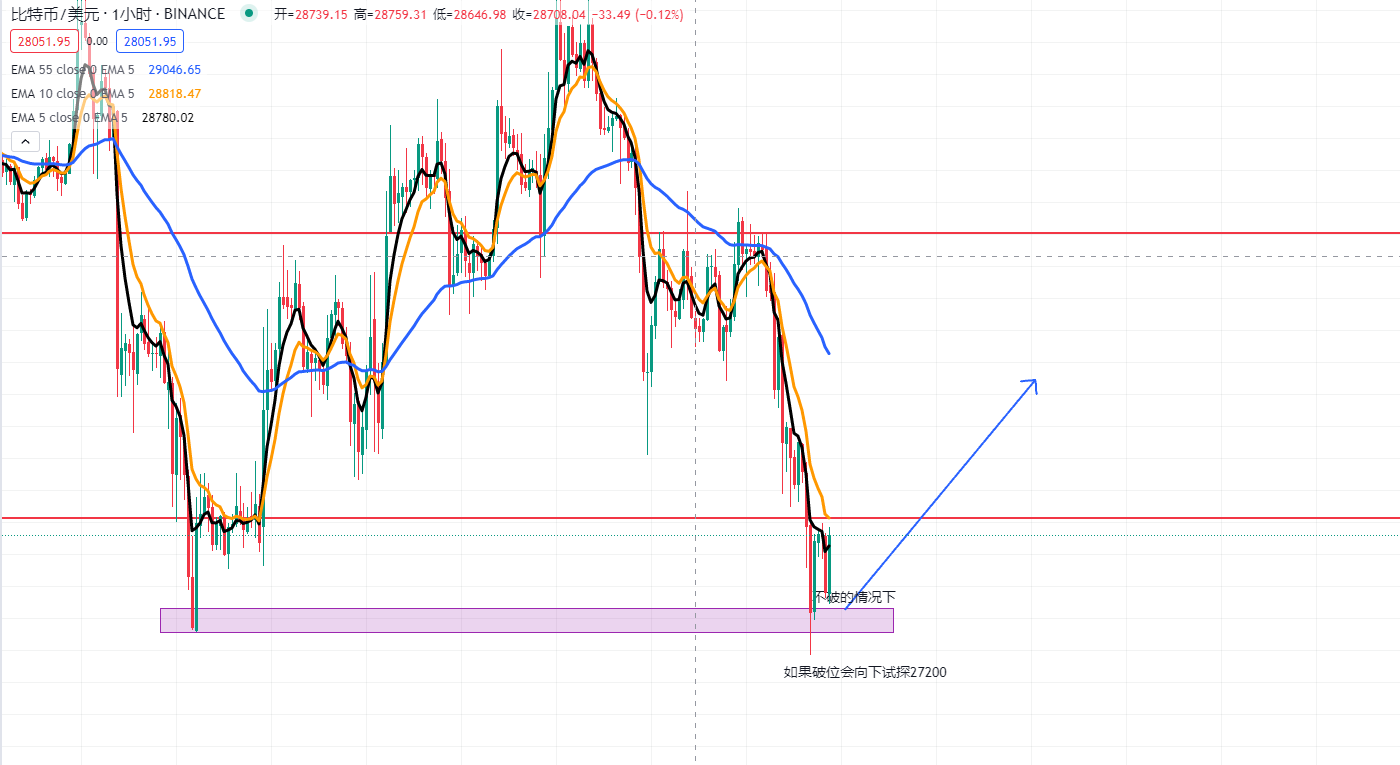 比特币/美元 · 1小时 · BINANCE 开=28739.15 高=28759.31 低=28646.98 收=28708.04 −33.49 (−0.12%)
28051.95 0.00 28051.95
EMA 55 close 0 EMA 5 29046.65
EMA 10 close 0 EMA 5 28818.47
EMA 5 close 0 EMA 5 28780.02
不破的情况下
如果破位会向下试探27200